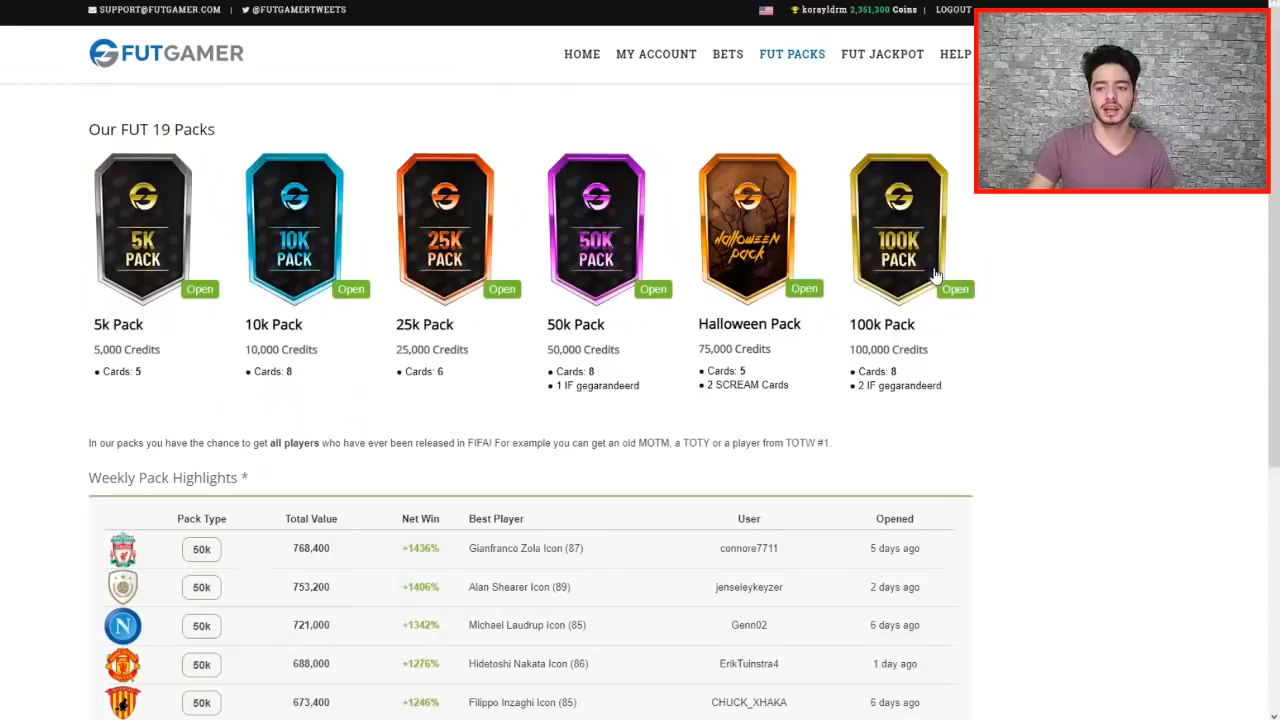 SUPPORT@FUTGAMER.COM | @FUTGAMERTWEETS
korayldrm 2,351,300 Coins | LOGOUT
FUTGAMER
HOME MY ACCOUNT BETS FUT PACKS FUT JACKPOT HELP
Our FUT 19 Packs
5K PACK
10K PACK
25K PACK
50K PACK
Halloween pack
100K PACK
Open Open Open Open Open Open
5k Pack 10k Pack 25k Pack 50k Pack Halloween Pack 100k Pack
5,000 Credits 10,000 Credits 25,000 Credits 50,000 Credits 75,000 Credits 100,000 Credits
• Cards: 5 • Cards: 8 • Cards: 6 • Cards: 8 • Cards: 5 • Cards: 8
• 1 IF gegarandeerd • 2 SCREAM Cards • 2 IF gegarandeerd
In our packs you have the chance to get all players who have ever been released in FIFA! For example you can get an old MOTM, a TOTY or a player from TOTW #1.
Weekly Pack Highlights *
Pack Type Total Value Net Win Best Player User Opened
50k 768,400 +1436% Gianfranco Zola Icon (87) connore7711 5 days ago
50k 753,200 +1406% Alan Shearer Icon (89) jenseleykeyzer 2 days ago
50k 721,000 +1342% Michael Laudrup Icon (85) Genn02 6 days ago
50k 688,000 +1276% Hidetoshi Nakata Icon (86) ErikTuinstra4 1 day ago
50k 673,400 +1246% Filippo Inzaghi Icon (85) CHUCK_XHAKA 6 days ago